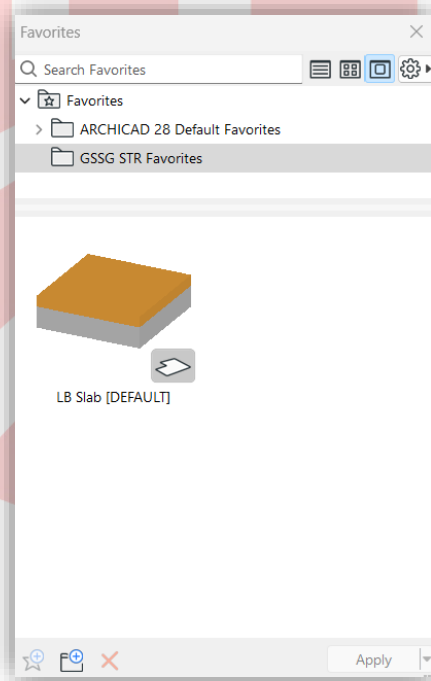 Favorites
Search Favorites
Favorites
ARCHICAD 28 Default Favorites
GSSG STR Favorites
LB Slab [DEFAULT]
Apply